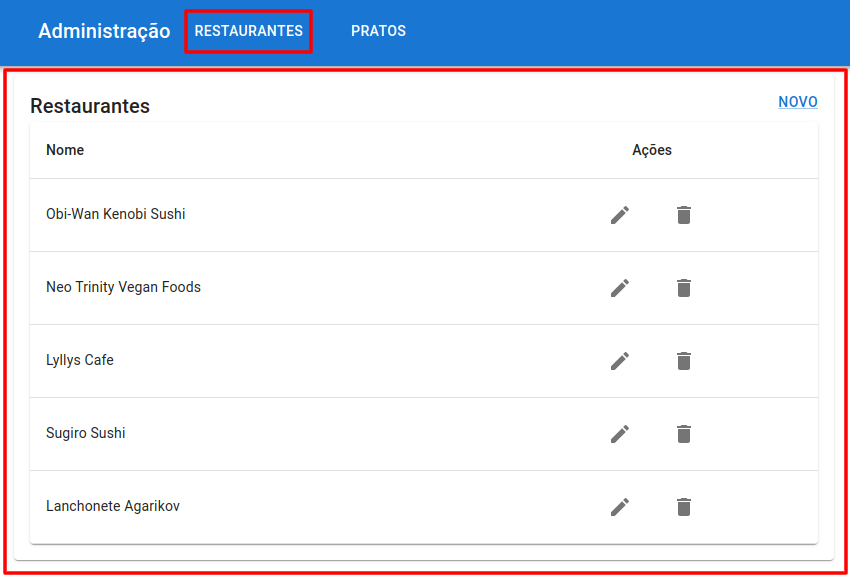 Administração RESTAURANTES PRATOS
Restaurantes NOVO
Nome Ações
Obi-Wan Kenobi Sushi
Neo Trinity Vegan Foods
Lyllys Cafe
Sugiro Sushi
Lanchonete Agarikov